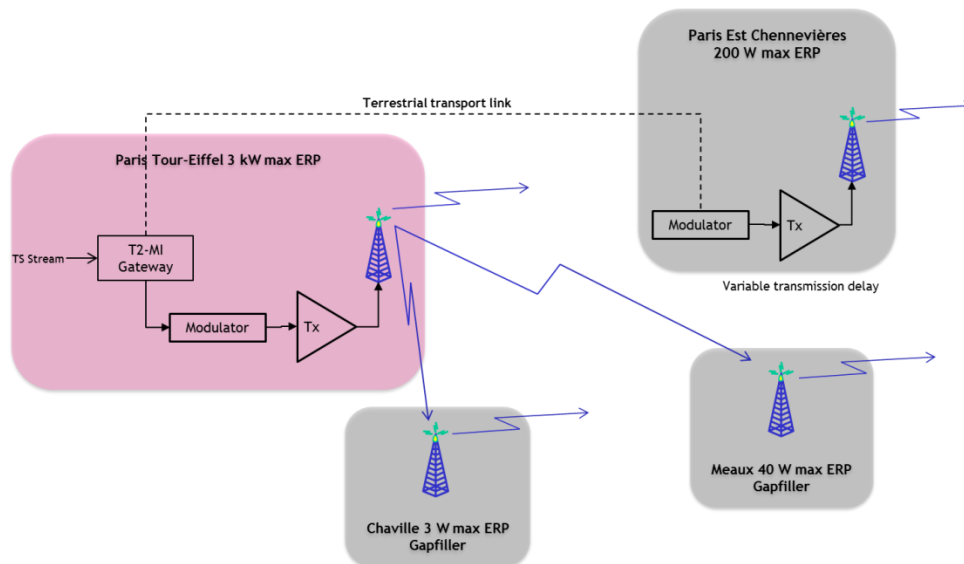 Paris Est Chennevières
200 W max ERP
Terrestrial transport link
Paris Tour-Eiffel 3 kW max ERP
TS Stream
T2-MI
Gateway
Modulator
Tx
Modulator
Tx
Variable transmission delay
Chaville 3 W max ERP
Gapfiller
Meaux 40 W max ERP
Gapfiller